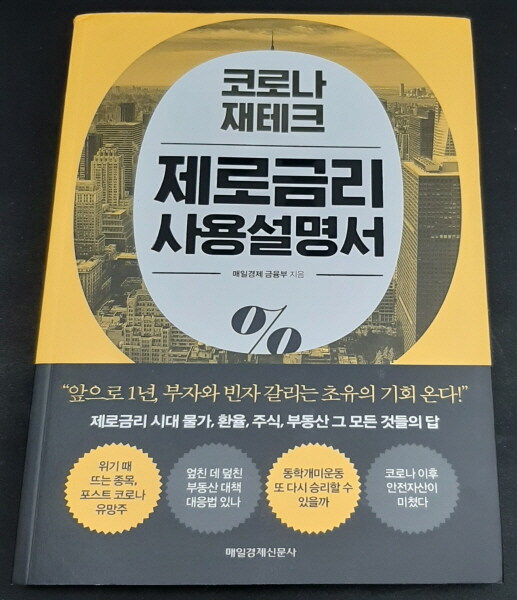 코로나
재테크
제로금리
사용설명서
매일경제 금융부 지음
%
“앞으로 1년, 부자와 빈자 갈리는 초유의 기회 온다!”
제로금리 시대 물가, 환율, 주식, 부동산 그 모든 것들의 답
위기 때
뜨는 종목,
포스트 코로나
유망주
엎친 데 덮친
부동산 대책
대응법 있나
동학개미운동
또 다시 승리할 수
있을까
코로나 이후
안전자산이
미쳤다
매일경제신문사